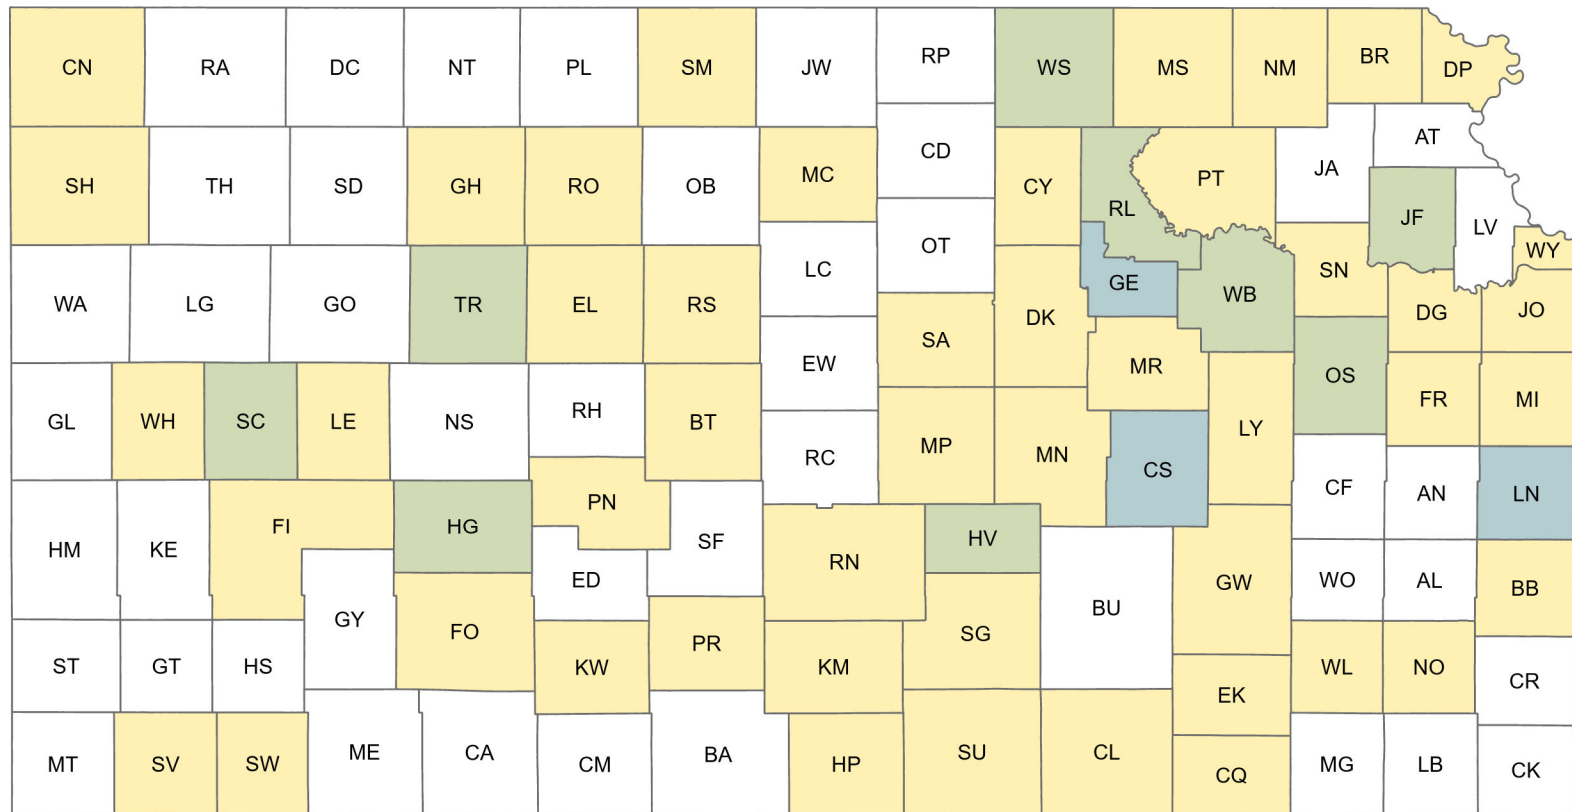 CN RA DC NT PL SM JW RP WS MS NM BR DP
SH TH SD GH RO OB MC CD CY RL PT JA AT
JF LV WY
WA LG GO TR EL RS LC OT DK GE WB SN DG JO
EW SA MR OS
GL WH SC LE NS RH BT RC MP MN CS LY FR MI
CF AN LN
HM KE FI HG PN SF RN HV
ED BU GW WO AL BB
GY FO PR SG
ST GT HS KW KM EK WL NO CR
MT SV SW ME CA CM BA HP SU CL CQ MG LB CK